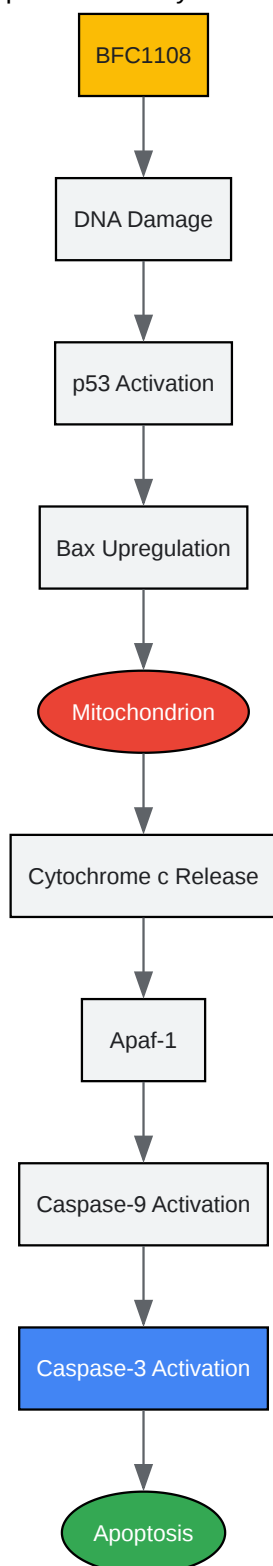 BFC1108
DNA Damage
p53 Activation
Bax Upregulation
Mitochondrion
Cytochrome c Release
Apaf-1
Caspase-9 Activation
Caspase-3 Activation
Apoptosis